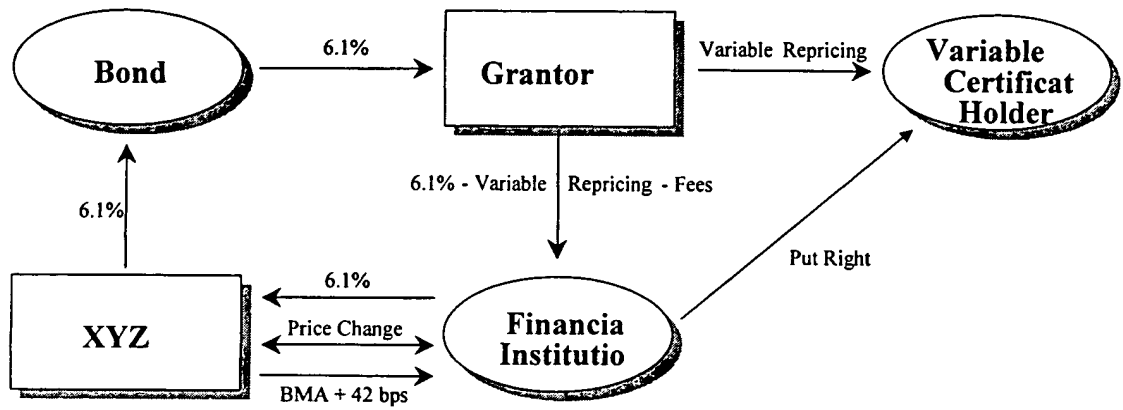 6.1%
Variable Repricing
Bond
Grantor
Variable
Certificat
Holder
6.1% - Variable Repricing - Fees
6.1%
Put Right
6.1%
XYZ
Price Change
Financia
Institutio
BMA + 42 bps